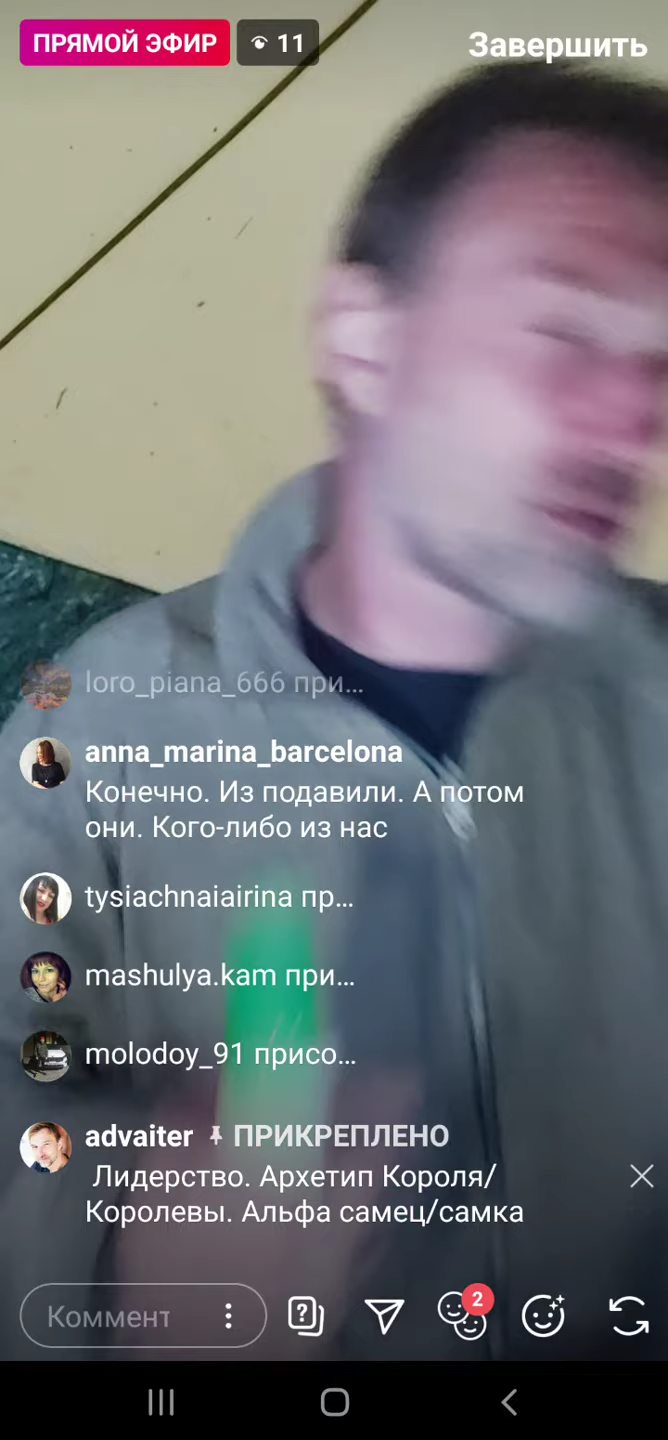 ПРЯМОЙ ЭФИР
11
Завершить
loro_piana_666 при...
anna_marina_barcelona
Конечно. Из подавили. А потом
они. Кого-либо из нас
tysiachnaiairina пр...
mashulya.kam при...
molodoy_91 присо...
advaiter ПРИКРЕПЛЕНО
Лидерство. Архетип Короля/
Королевы. Альфа самец/самка
Коммент
2